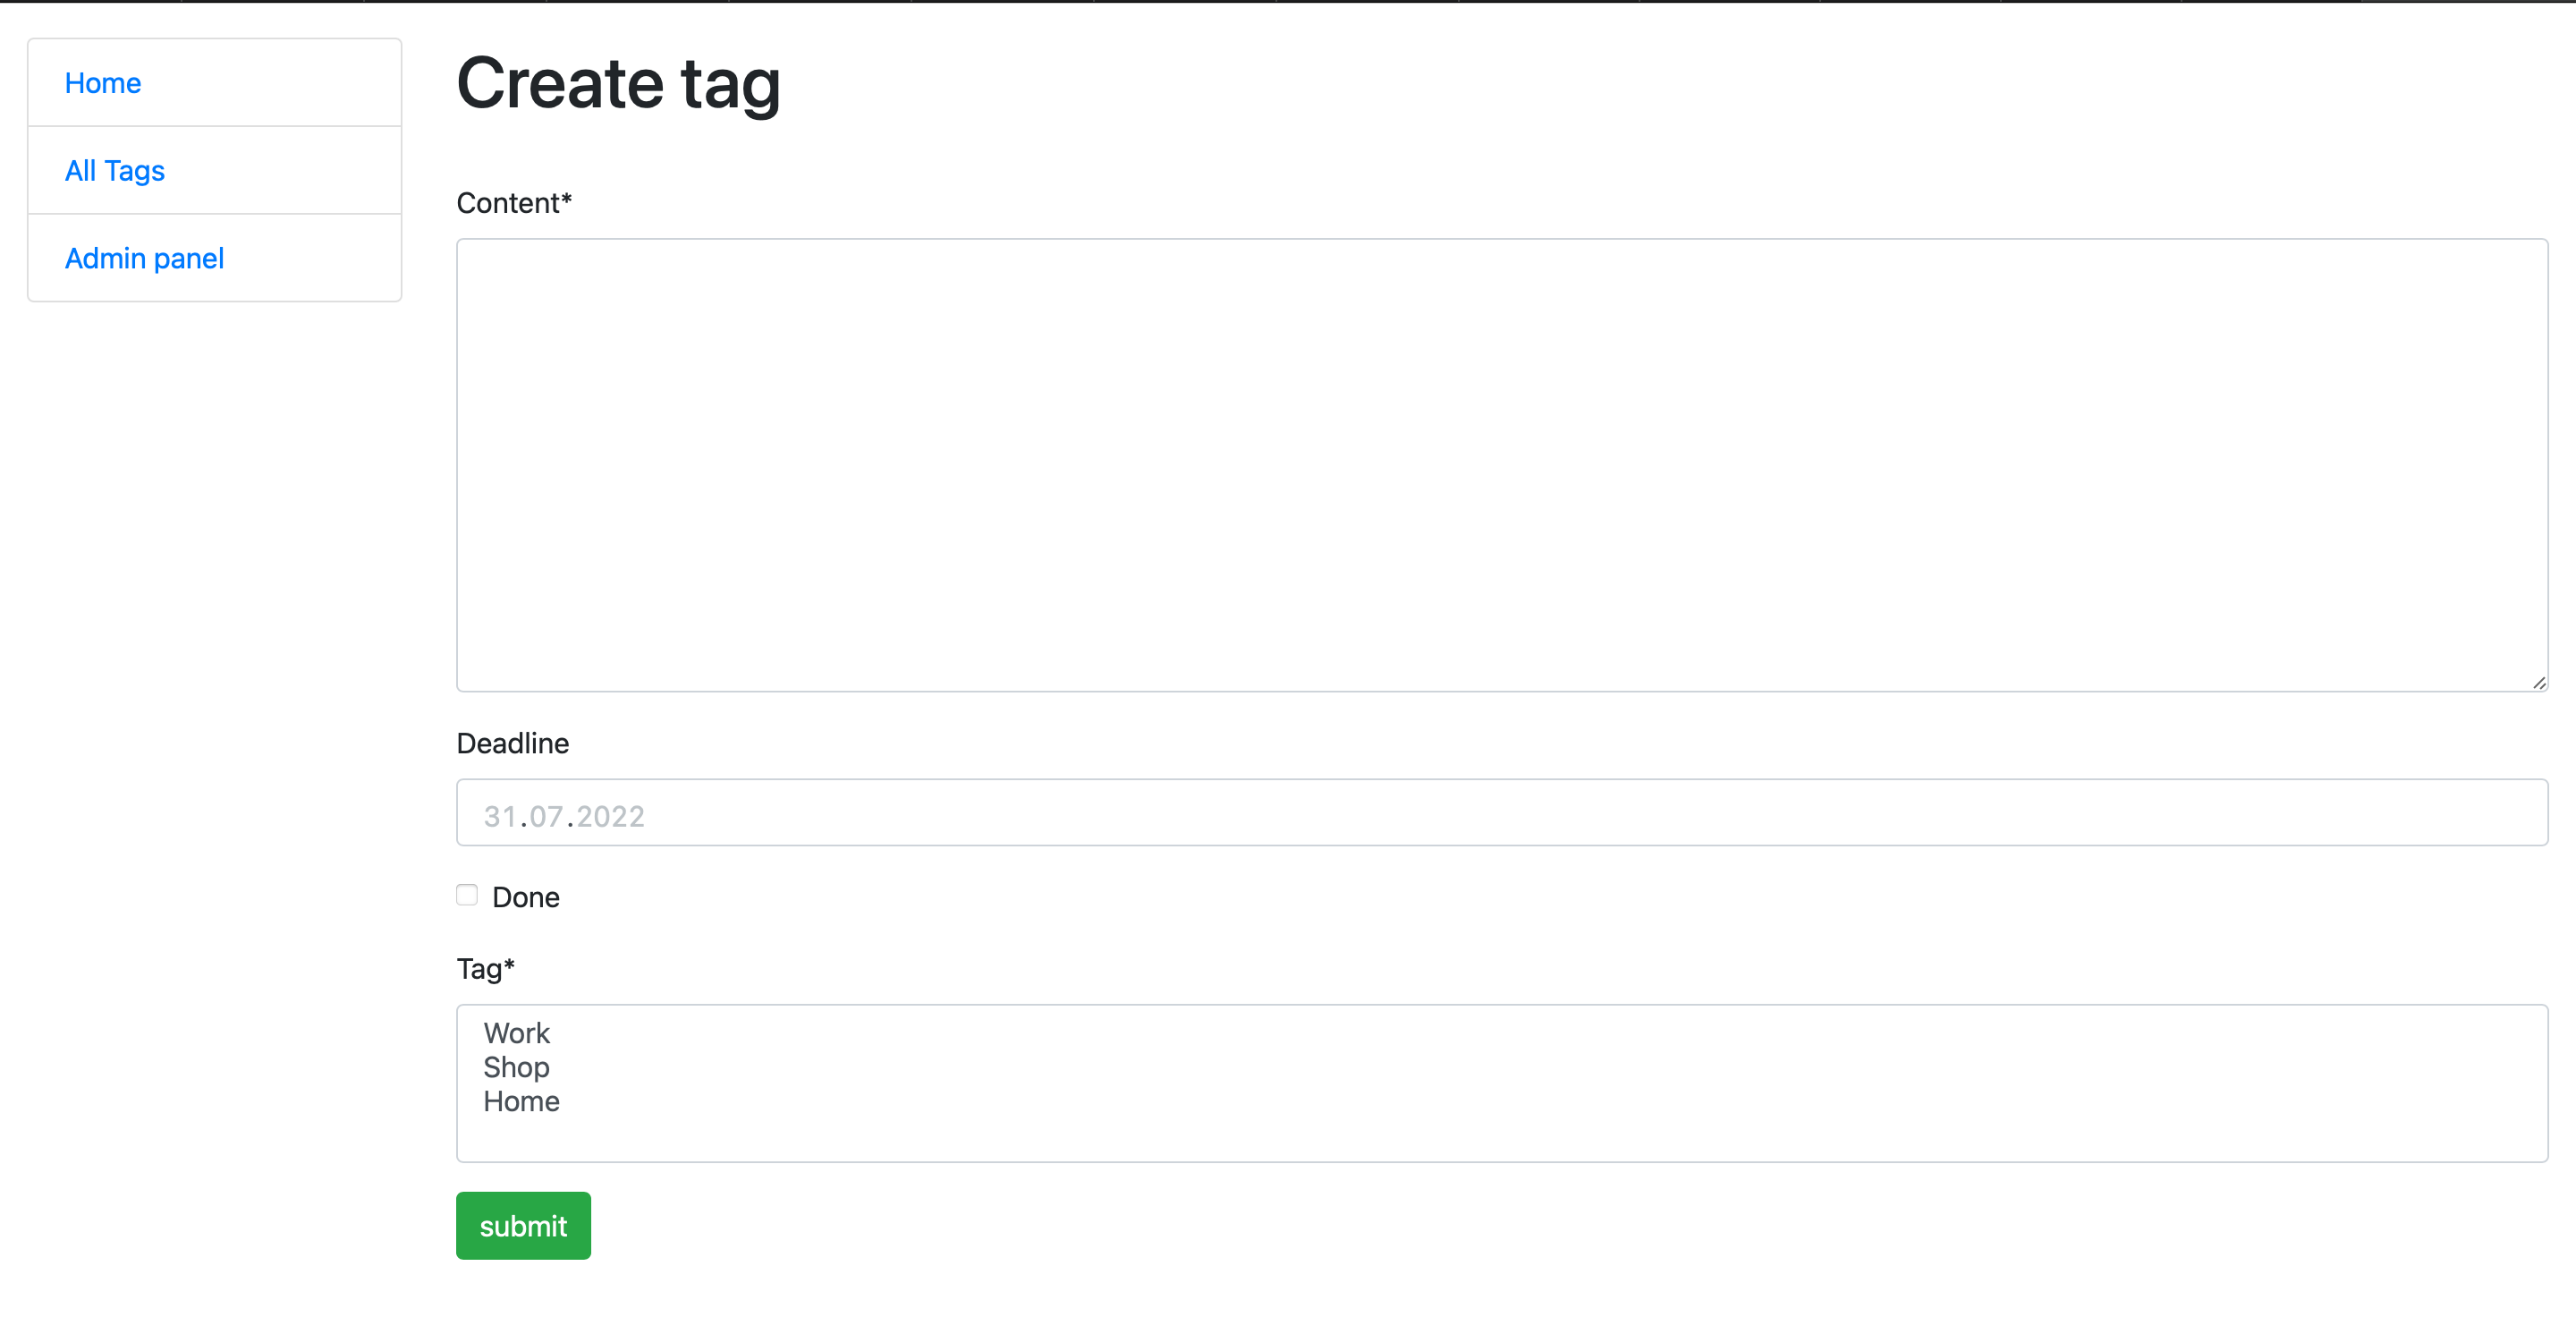 Home
All Tags
Admin panel
Create tag
Content*
Deadline
31.07.2022
Done
Tag*
Work
Shop
Home
submit